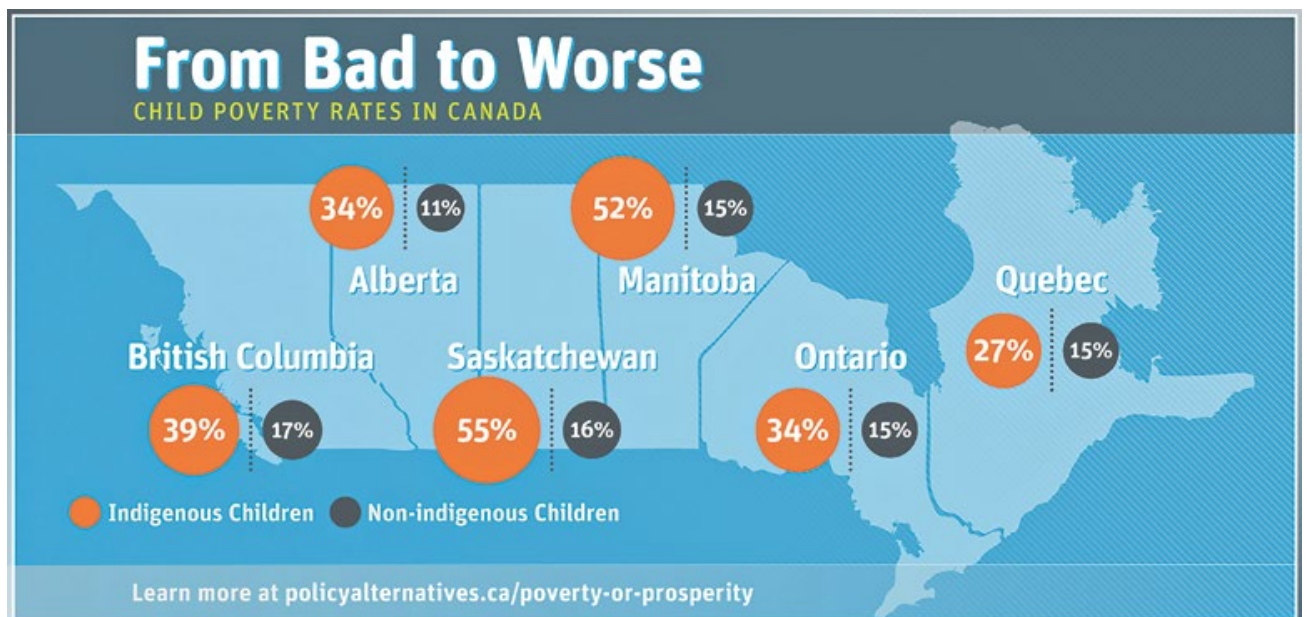 From Bad to Worse
CHILD POVERTY RATES IN CANADA
34% 11%
Alberta
52% 15%
Manitoba
Quebec
27% 15%
British Columbia
39% 17%
Saskatchewan
55% 16%
Ontario
34% 15%
Indigenous Children
Non-indigenous Children
Learn more at policyalternatives.ca/poverty-or-prosperity